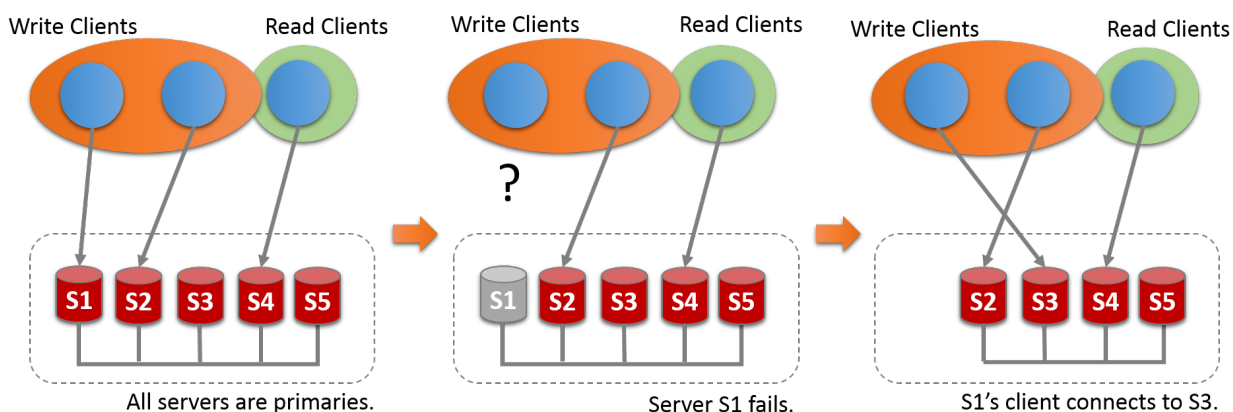 Write Clients
Read Clients
S1
S2
S3
S4
S5
All servers are primaries.
Write Clients
Read Clients
?
S1
S2
S3
S4
S5
Server S1 fails.
Write Clients
Read Clients
S2
S3
S4
S5
S1's client connects to S3.